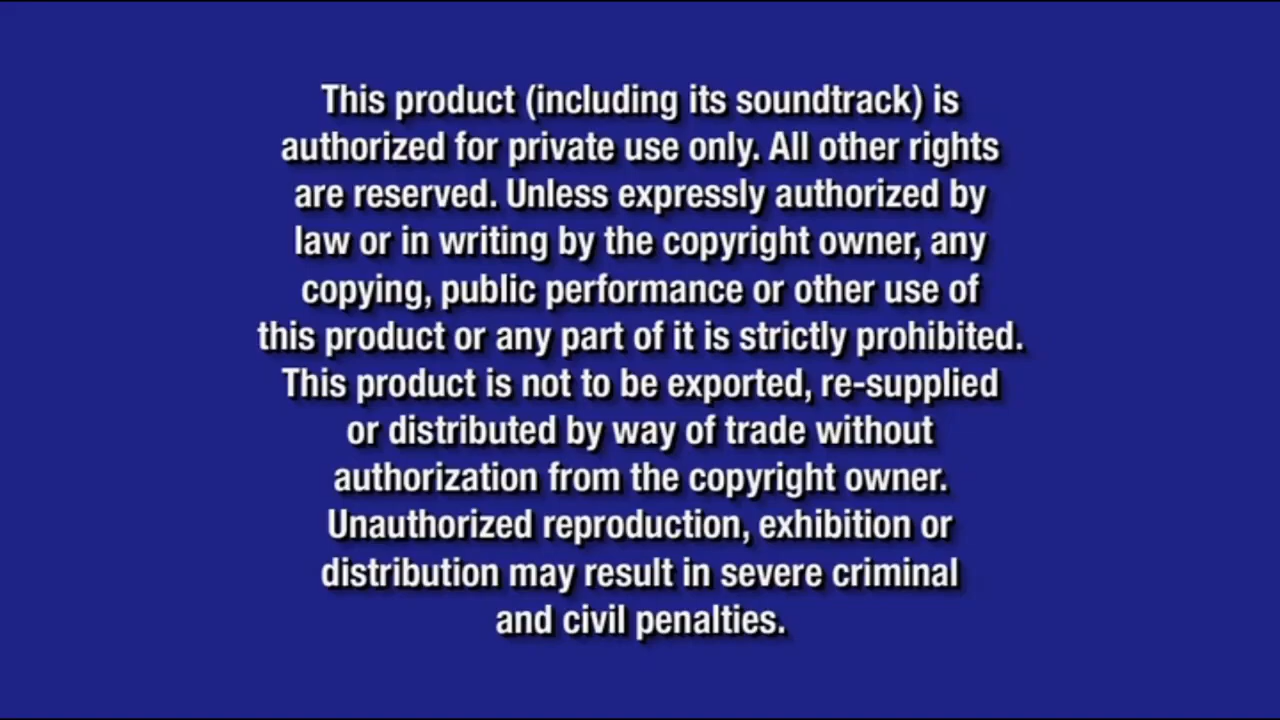 This product (including its soundtrack) is
authorized for private use only. All other rights
are reserved. Unless expressly authorized by
law or in writing by the copyright owner, any
copying, public performance or other use of
this product or any part of it is strictly prohibited.
This product is not to be exported, re-supplied
or distributed by way of trade without
authorization from the copyright owner.
Unauthorized reproduction, exhibition or
distribution may result in severe criminal
and civil penalties.